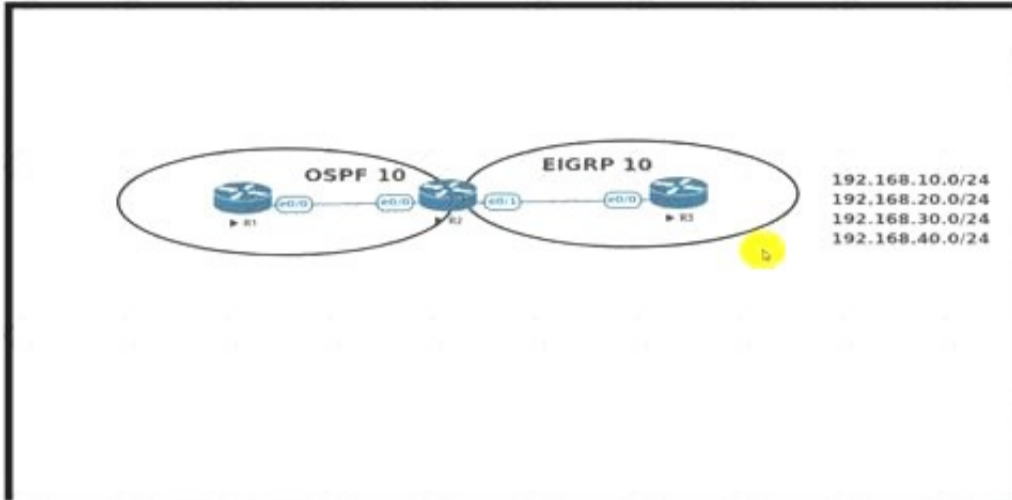 OSPF 10
EIGRP 10
e0/0
e0/0
e0/1
e0/0
R1
R2
R3
192.168.10.0/24
192.168.20.0/24
192.168.30.0/24
192.168.40.0/24